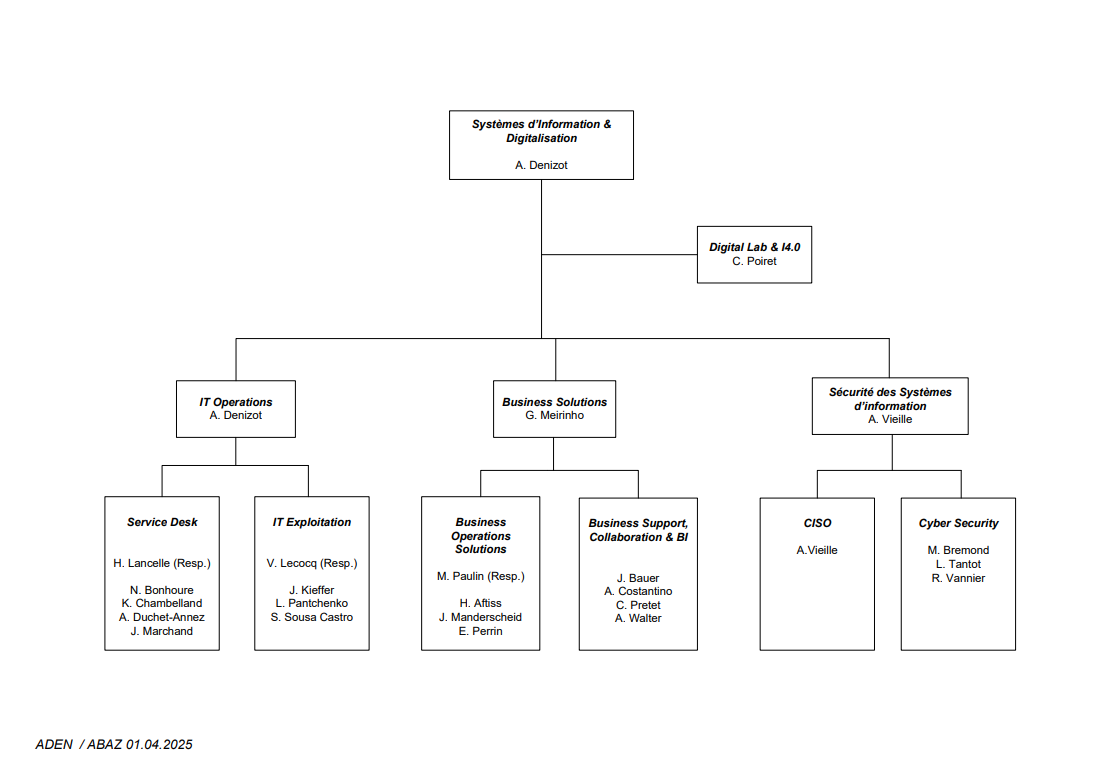 Systèmes d'Information &
Digitalisation
A. Denizot
Digital Lab & I4.0
C. Poiret
IT Operations
A. Denizot
Business Solutions
G. Meirinho
Sécurité des Systèmes
d'information
A. Vieille
Service Desk
H. Lancelle (Resp.)
N. Bonhoure
K. Chambelland
A. Duchet-Annez
J. Marchand
IT Exploitation
V. Lecocq (Resp.)
J. Kieffer
L. Pantchenko
S. Sousa Castro
Business
Operations
Solutions
M. Paulin (Resp.)
H. Aftiss
J. Manderscheid
E. Perrin
Business Support,
Collaboration & BI
J. Bauer
A. Costantino
C. Pretet
A. Walter
CISO
A.Vieille
Cyber Security
M. Bremond
L. Tantot
R. Vannier
ADEN / ABAZ 01.04.2025